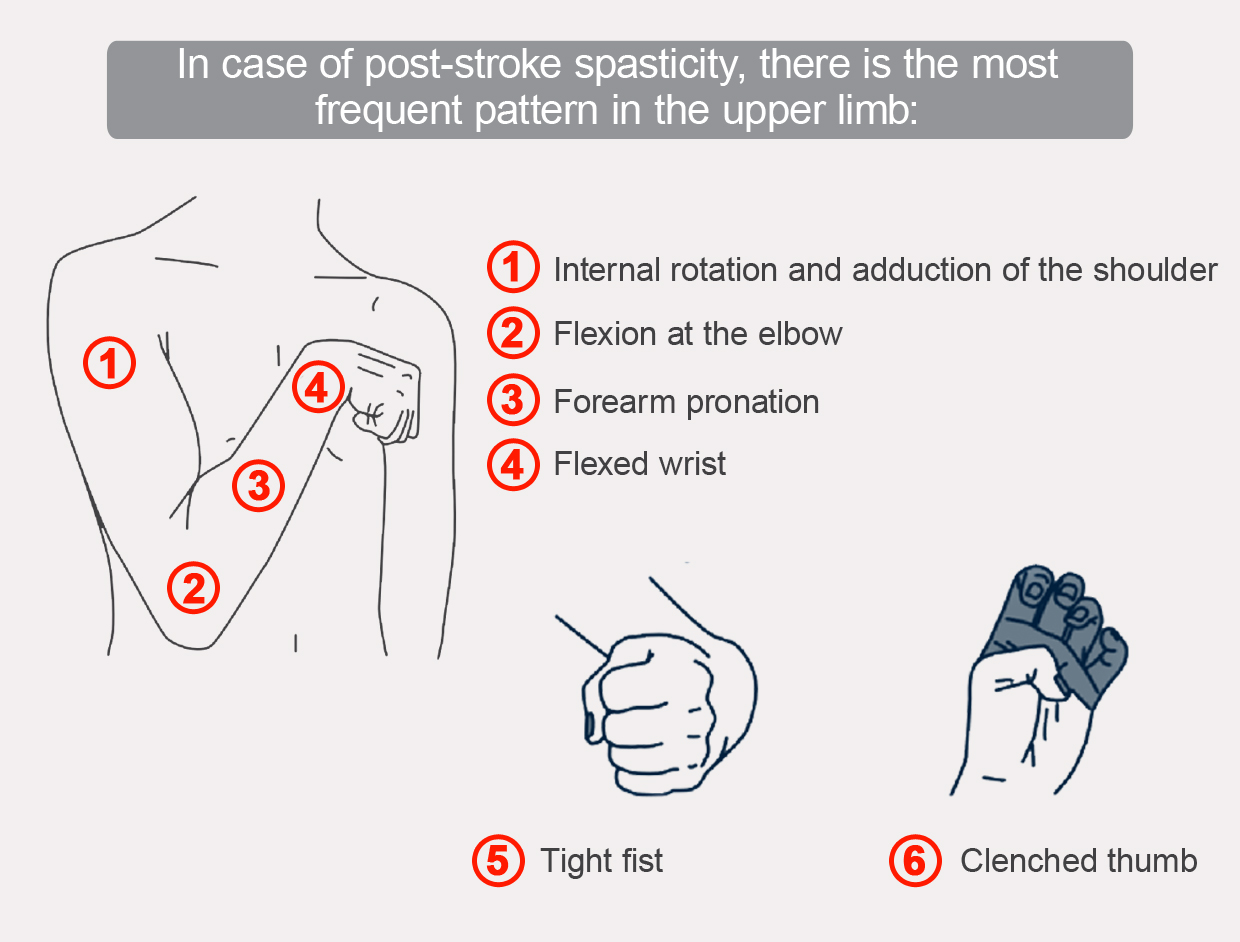 In case of post-stroke spasticity, there is the most
frequent pattern in the upper limb:
1 Internal rotation and adduction of the shoulder
2 Flexion at the elbow
3 Forearm pronation
4 Flexed wrist
1
4
3
2
5 Tight fist
6 Clenched thumb